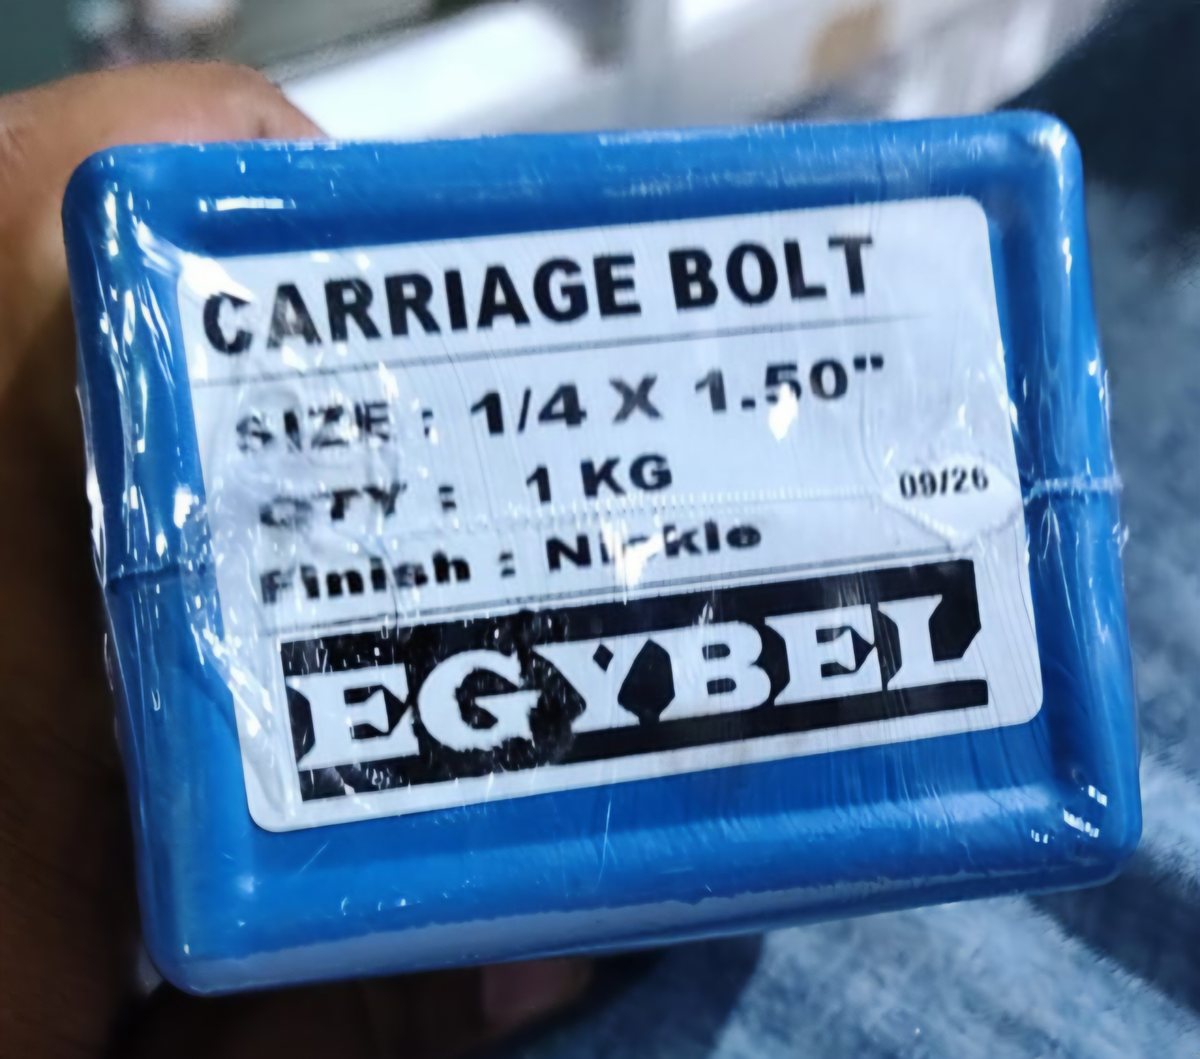 CARRIAGE BOLT
SIZE : 1/4 X 1.50"
QTY : 1 KG
09/26
Finish : Nickle
EGYBEL